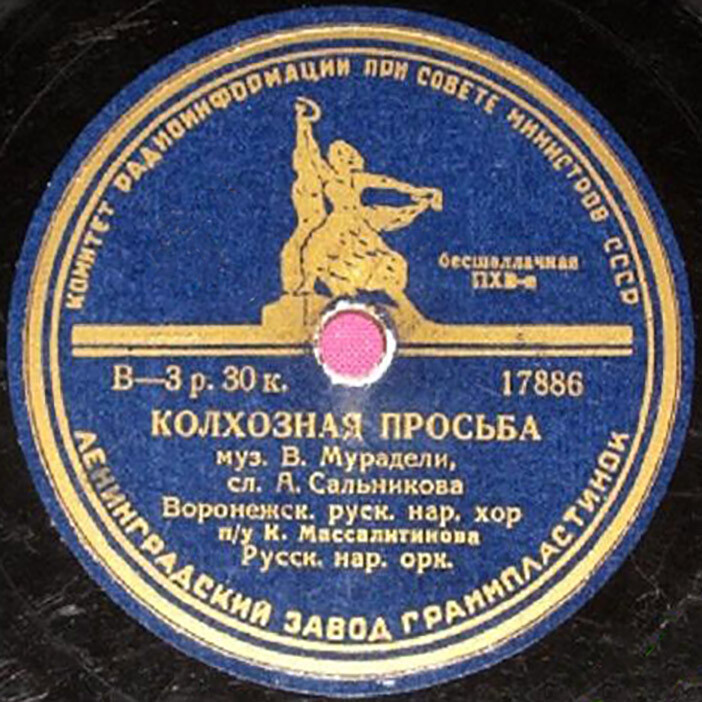 КОМИТЕТ РАДИОИНФОРМАЦИИ ПРИ СОВЕТЕ МИНИСТРОВ СССР
бесшеллачная
ПХВ-я
В—3 р. 30 к. 17886
КОЛХОЗНАЯ ПРОСЬБА
муз. В. Мурадели,
сл. А. Сальникова
Воронежск. руск. нар. хор
п/у К. Массалитинова
Русск. нар. орк.
ЛЕНИНГРАДСКИЙ ЗАВОД ГРАМПЛАСТИНОК